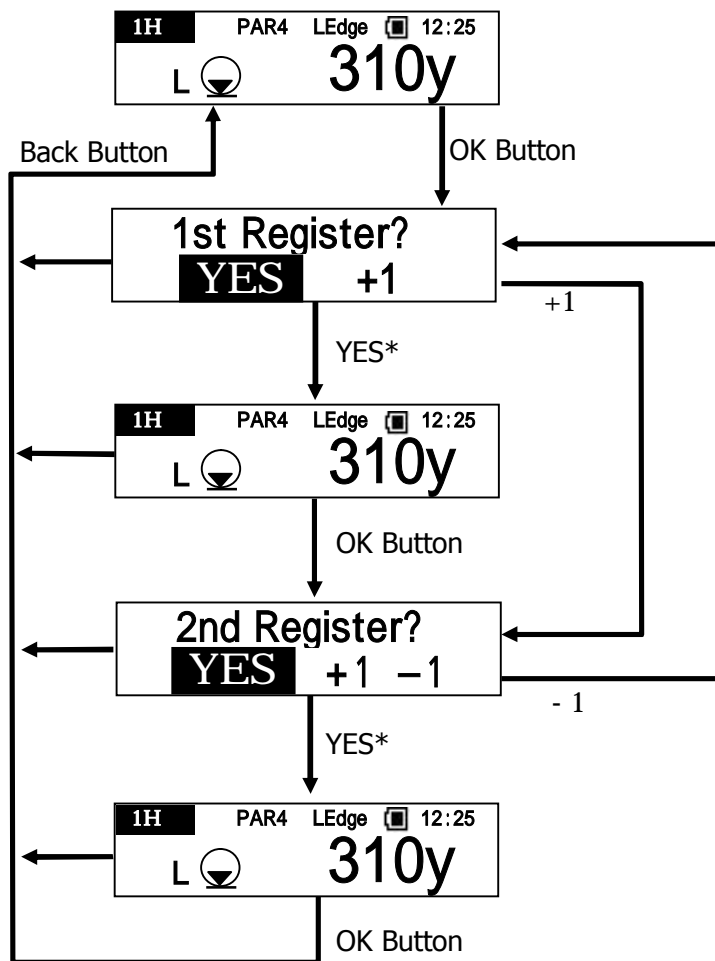 1H PAR4 LEdge 12:25
L 310y
Back Button
OK Button
1st Register?
YES +1
+1
YES*
1H PAR4 LEdge 12:25
L 310y
OK Button
2nd Register?
YES +1 −1
- 1
YES*
1H PAR4 LEdge 12:25
L 310y
OK Button